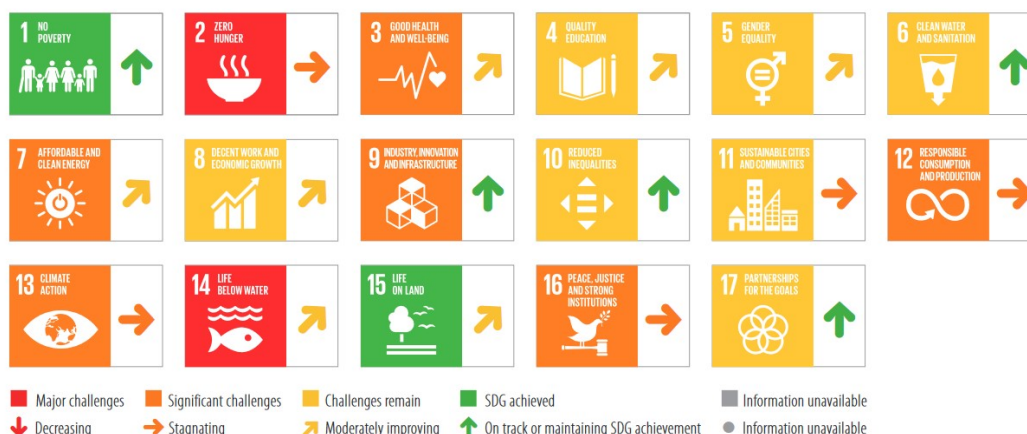 1 NO
POVERTY
2 ZERO
HUNGER
3 GOOD HEALTH
AND WELL-BEING
4 QUALITY
EDUCATION
5 GENDER
EQUALITY
6 CLEAN WATER
AND SANITATION
7 AFFORDABLE AND
CLEAN ENERGY
8 DECENT WORK AND
ECONOMIC GROWTH
9 INDUSTRY, INNOVATION
AND INFRASTRUCTURE
10 REDUCED
INEQUALITIES
11 SUSTAINABLE CITIES
AND COMMUNITIES
12 RESPONSIBLE
CONSUMPTION
AND PRODUCTION
13 CLIMATE
ACTION
14 LIFE
BELOW WATER
15 LIFE
ON LAND
16 PEACE, JUSTICE
AND STRONG
INSTITUTIONS
17 PARTNERSHIPS
FOR THE GOALS
Major challenges Significant challenges Challenges remain SDG achieved Information unavailable
Decreasing Stagnating Moderately improving On track or maintaining SDG achievement Information unavailable